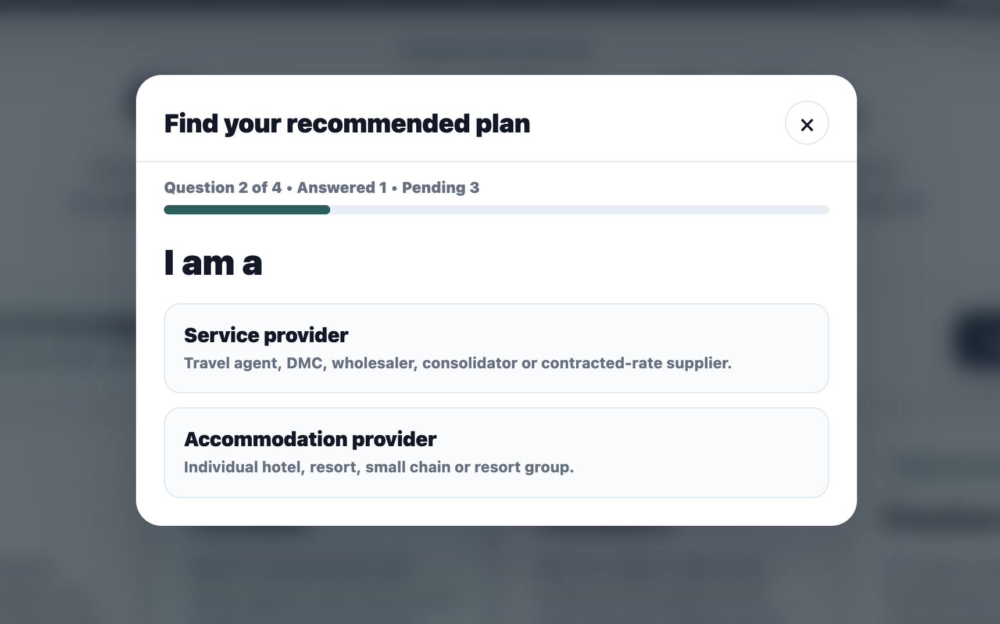 Find your recommended plan
×
Question 2 of 4 • Answered 1 • Pending 3
I am a
Service provider
Travel agent, DMC, wholesaler, consolidator or contracted-rate supplier.
Accommodation provider
Individual hotel, resort, small chain or resort group.